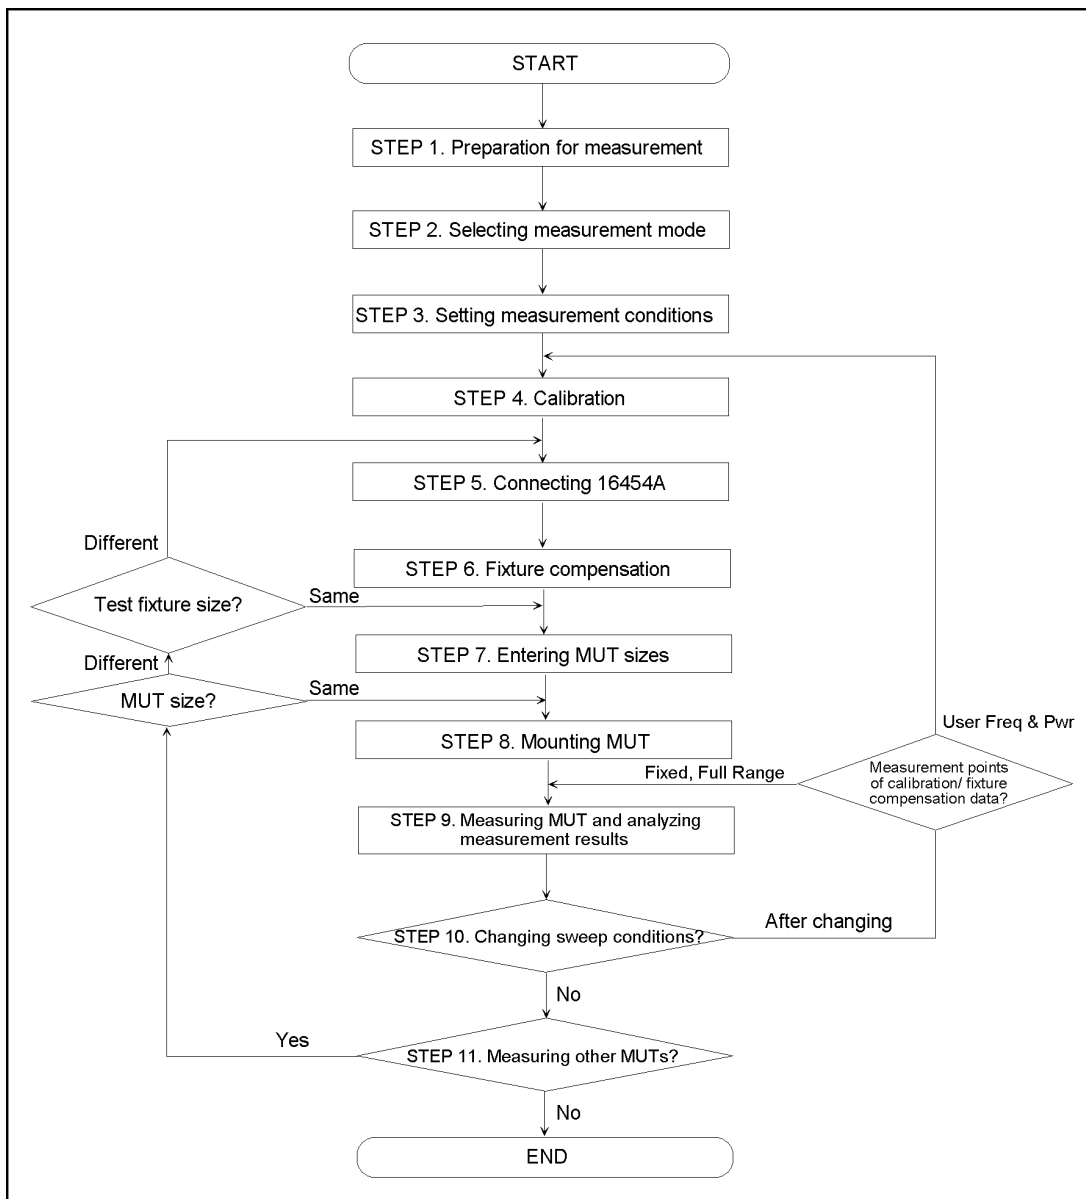 START
STEP 1. Preparation for measurement
STEP 2. Selecting measurement mode
STEP 3. Setting measurement conditions
STEP 4. Calibration
STEP 5. Connecting 16454A
Different
STEP 6. Fixture compensation
Test fixture size?
Same
STEP 7. Entering MUT sizes
Different
MUT size?
Same
User Freq & Pwr
STEP 8. Mounting MUT
Fixed, Full Range
Measurement points
of calibration/ fixture
compensation data?
STEP 9. Measuring MUT and analyzing
measurement results
STEP 10. Changing sweep conditions?
After changing
No
Yes
STEP 11. Measuring other MUTs?
No
END